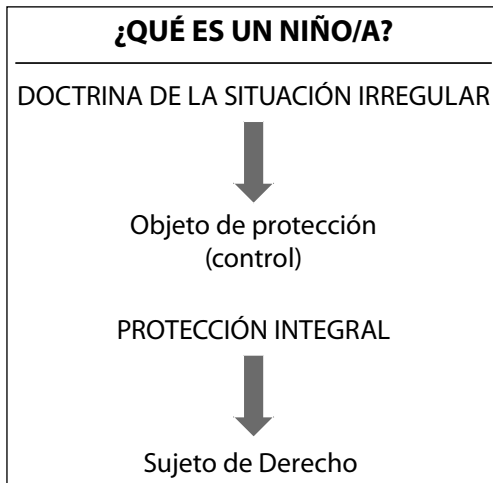 ¿QUÉ ES UN NIÑO/A?
DOCTRINA DE LA SITUACIÓN IRREGULAR
Objeto de protección
(control)
PROTECCIÓN INTEGRAL
Sujeto de Derecho